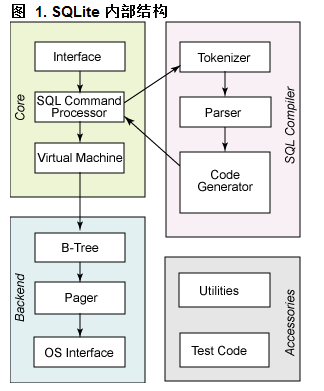 图 1. SQLite 内部结构
Core
Interface
SQL Command
Processor
Virtual Machine
SQL Compiler
Tokenizer
Parser
Code
Generator
Backend
B-Tree
Pager
OS Interface
Accessories
Utilities
Test Code